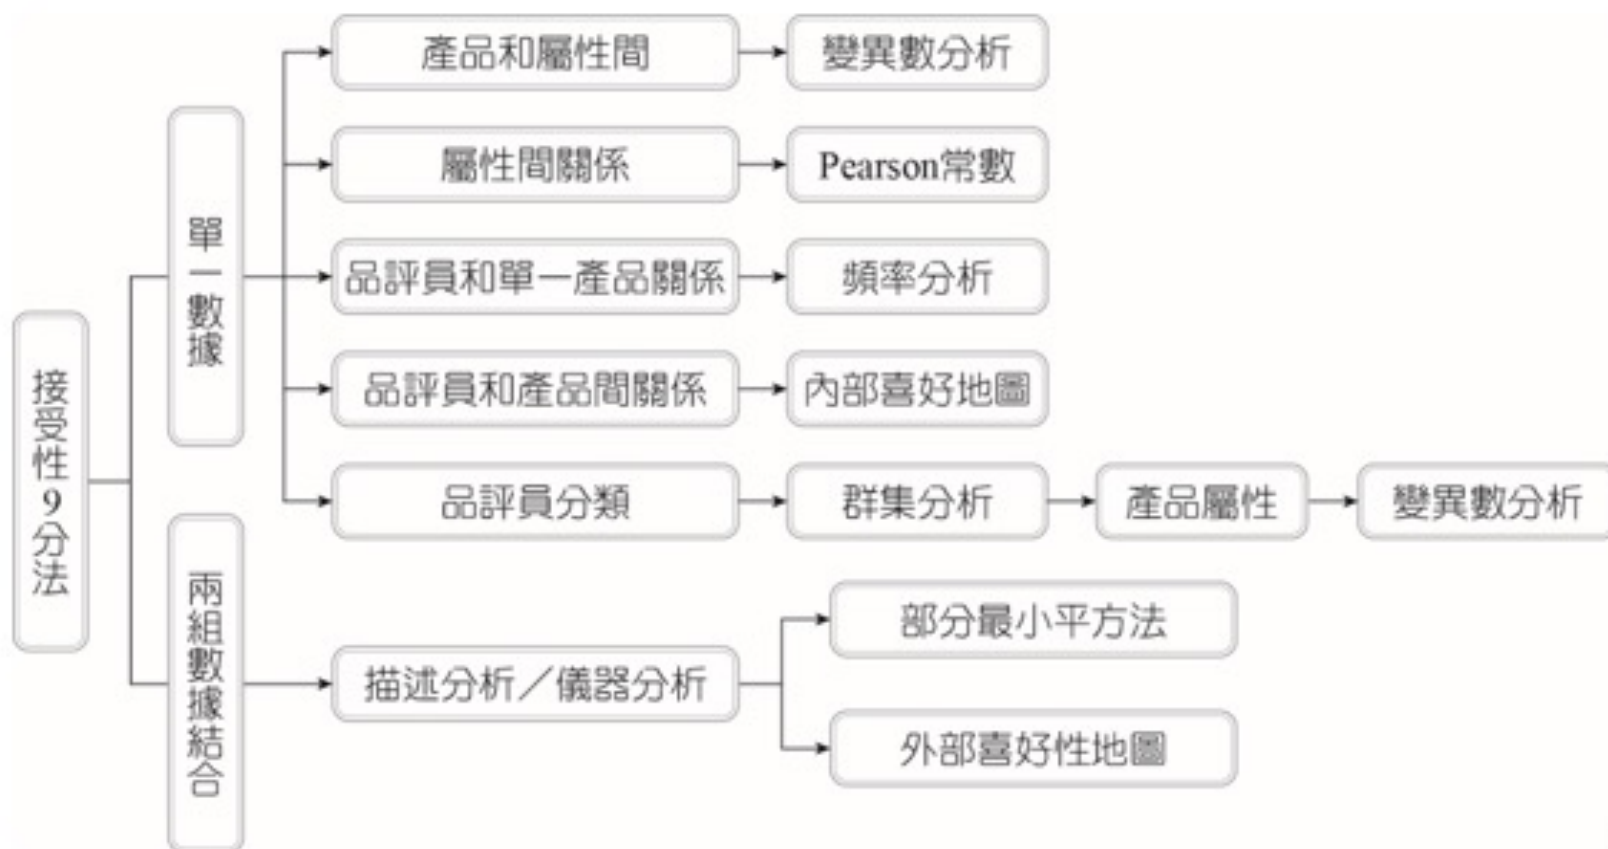 接受性9分法
單一數據
產品和屬性間
變異數分析
屬性間關係
Pearson常數
品評員和單一產品關係
頻率分析
品評員和產品間關係
內部喜好地圖
品評員分類
群集分析
產品屬性
變異數分析
兩組數據結合
描述分析／儀器分析
部分最小平方法
外部喜好性地圖